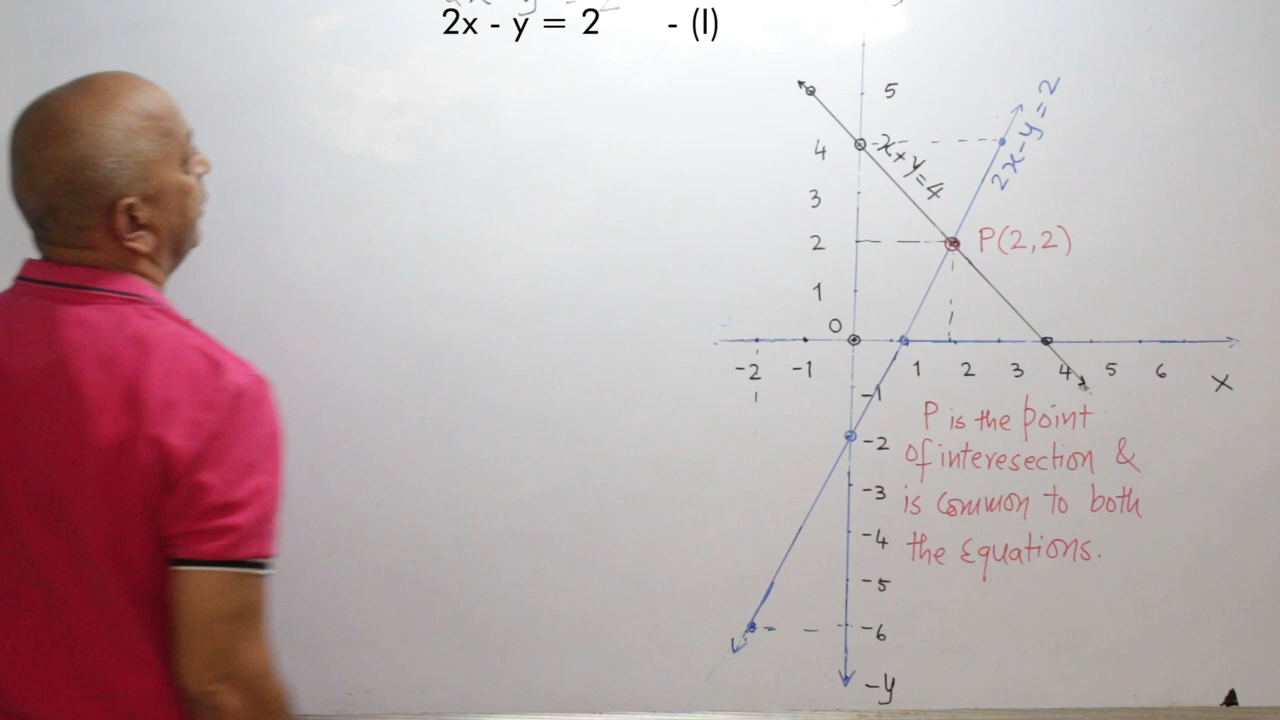 2x - y = 2 - (I)
5
4
3
2
1
O
x+y=4
2x-y=2
P(2,2)
-2 -1 1 2 3 4 5 6 X
-1
-2
-3
-4
-5
-6
-y
P is the point
of interesection &
is common to both
the Equations.